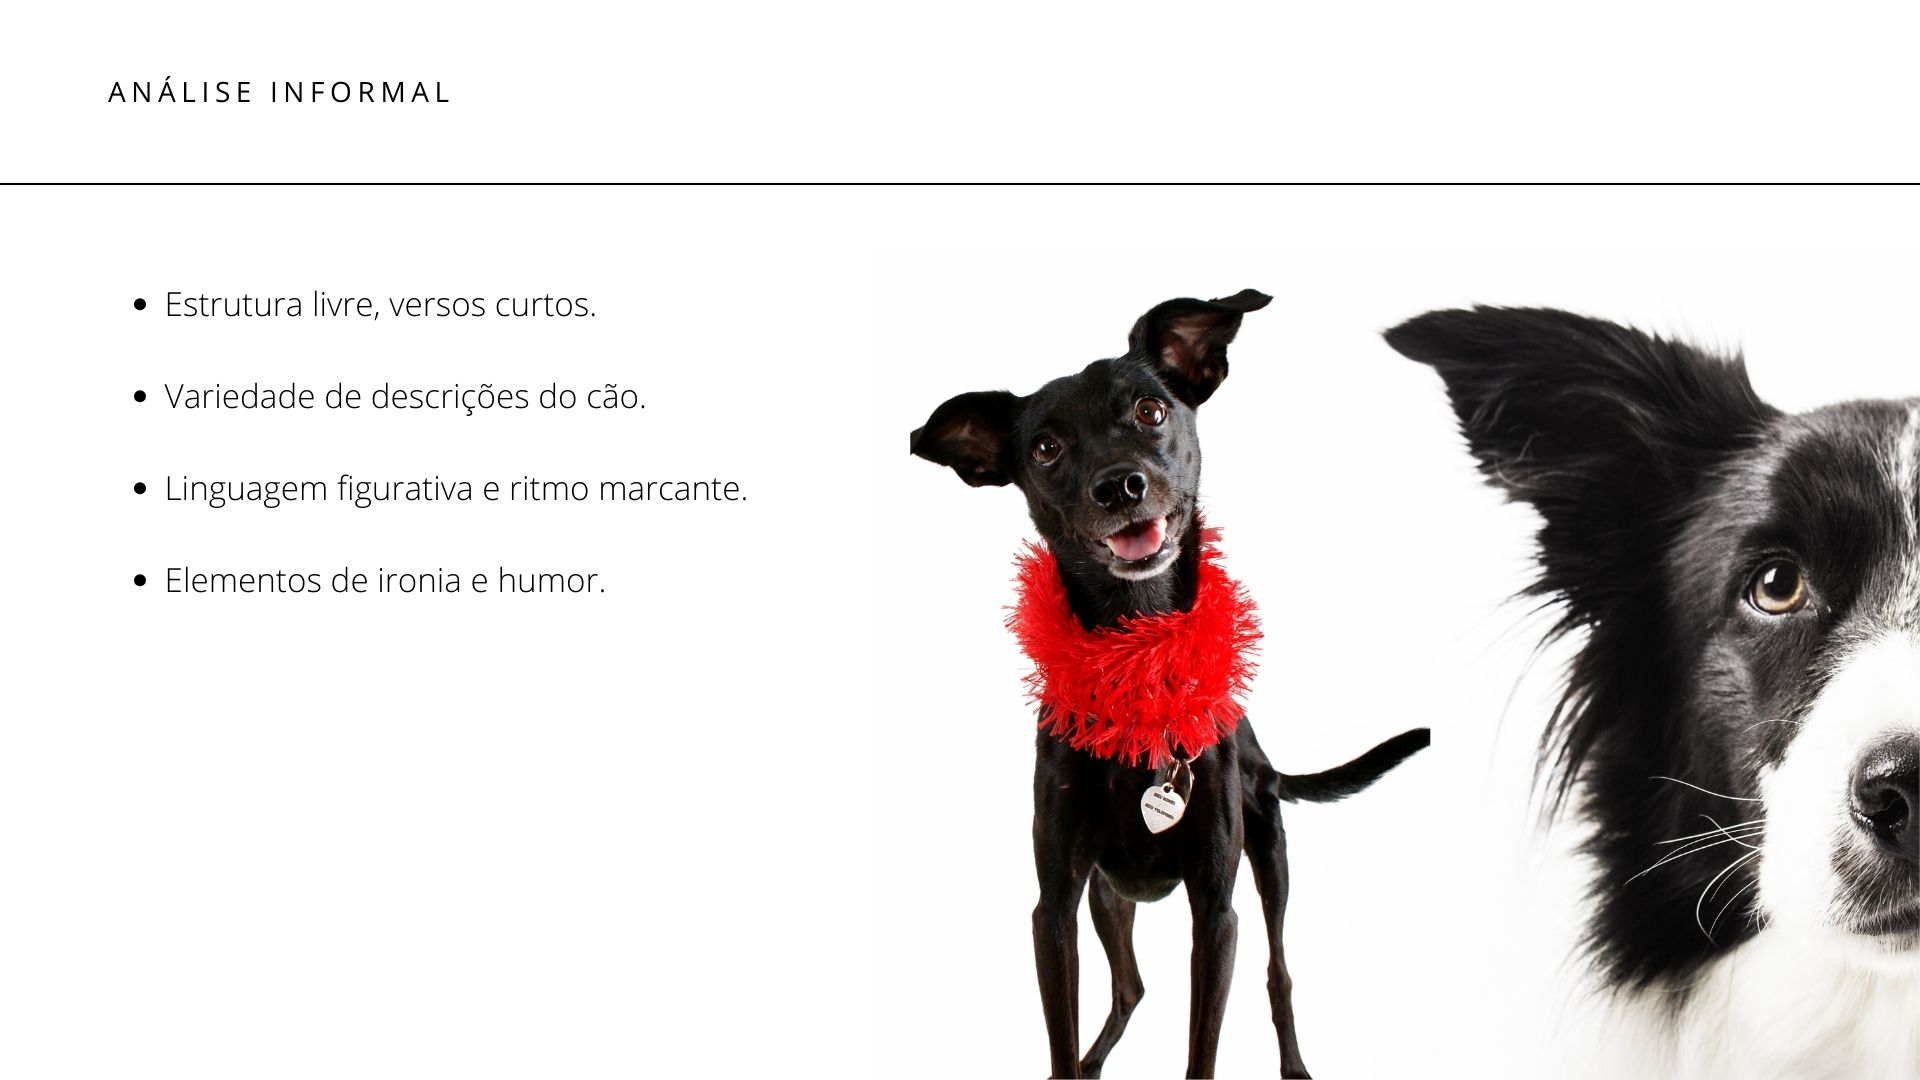 ANÁLISE INFORMAL
Estrutura livre, versos curtos.
Variedade de descrições do cão.
Linguagem figurativa e ritmo marcante.
Elementos de ironia e humor.